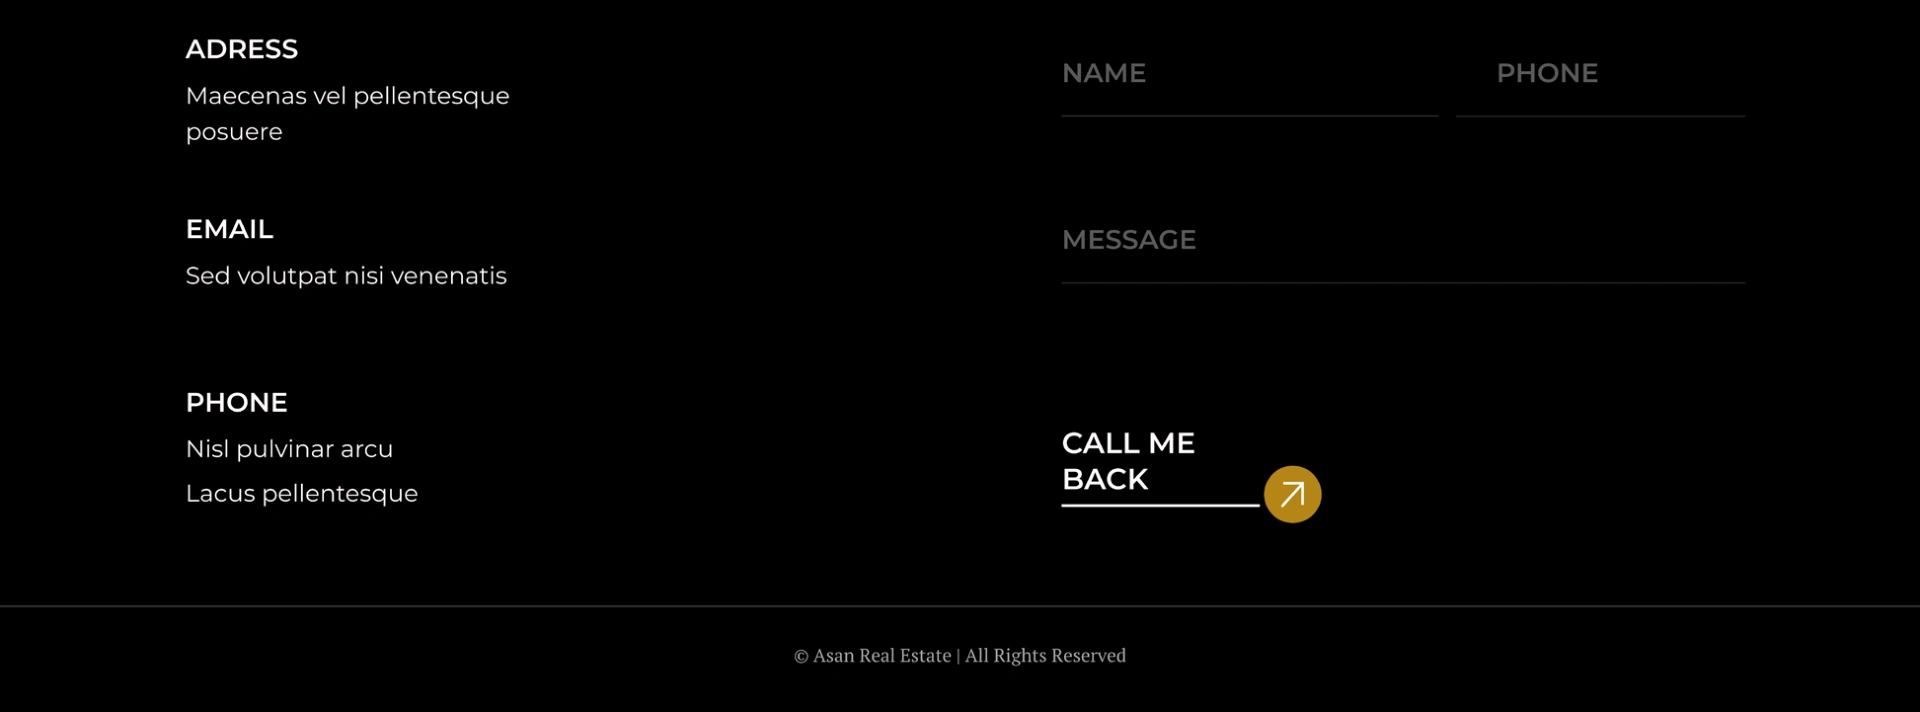 ADRESS
Maecenas vel pellentesque
posuere
EMAIL
Sed volutpat nisi venenatis
PHONE
Nisl pulvinar arcu
Lacus pellentesque
NAME
PHONE
MESSAGE
CALL ME
BACK
© Asan Real Estate | All Rights Reserved